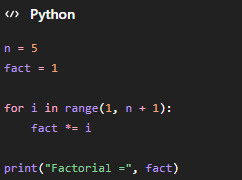 </> Python
n = 5
fact = 1
for i in range(1, n + 1):
    fact *= i
print("Factorial =", fact)